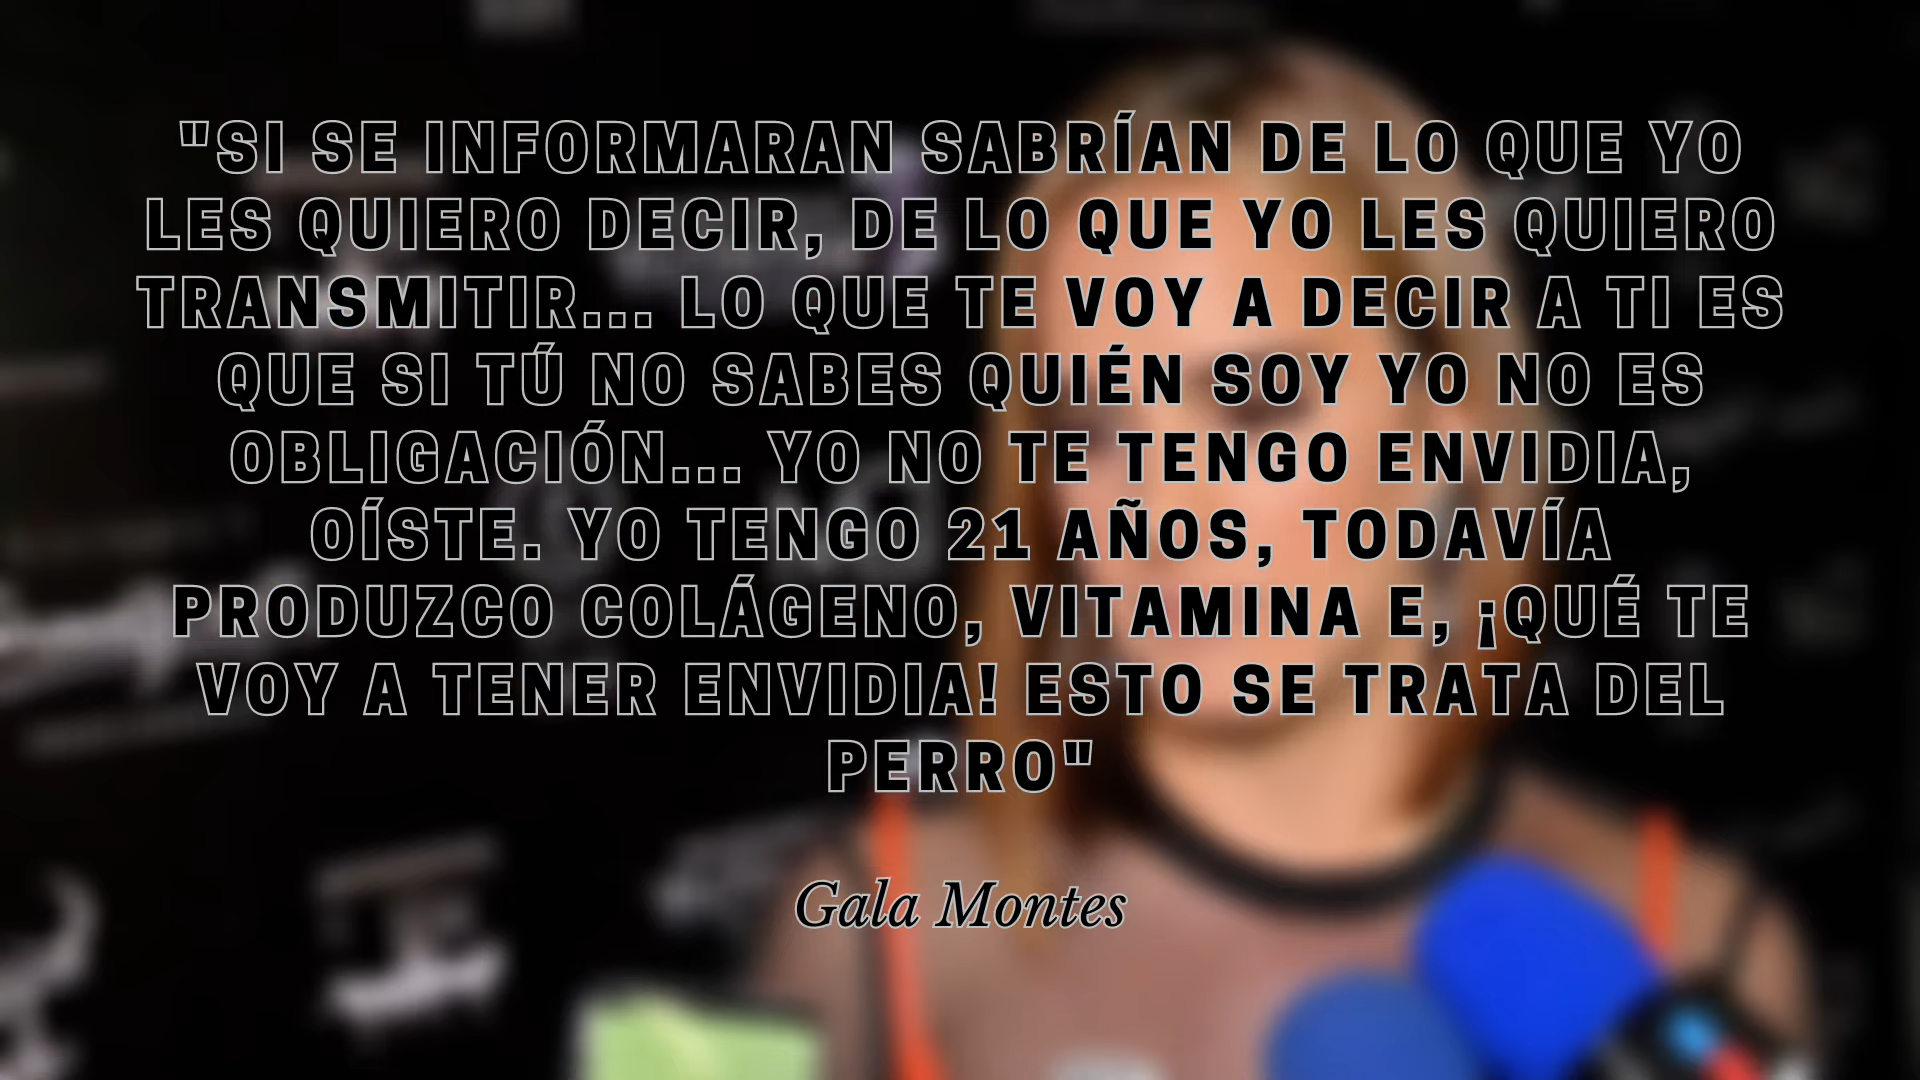 "SI SE INFORMARAN SABRÍAN DE LO QUE YO
LES QUIERO DECIR, DE LO QUE YO LES QUIERO
TRANSMITIR... LO QUE TE VOY A DECIR A TI ES
QUE SI TÚ NO SABES QUIÉN SOY YO NO ES
OBLIGACIÓN... YO NO TE TENGO ENVIDIA,
OÍSTE. YO TENGO 21 AÑOS, TODAVÍA
PRODUZCO COLÁGENO, VITAMINA E, ¡QUÉ TE
VOY A TENER ENVIDIA! ESTO SE TRATA DEL
PERRO"
Gala Montes